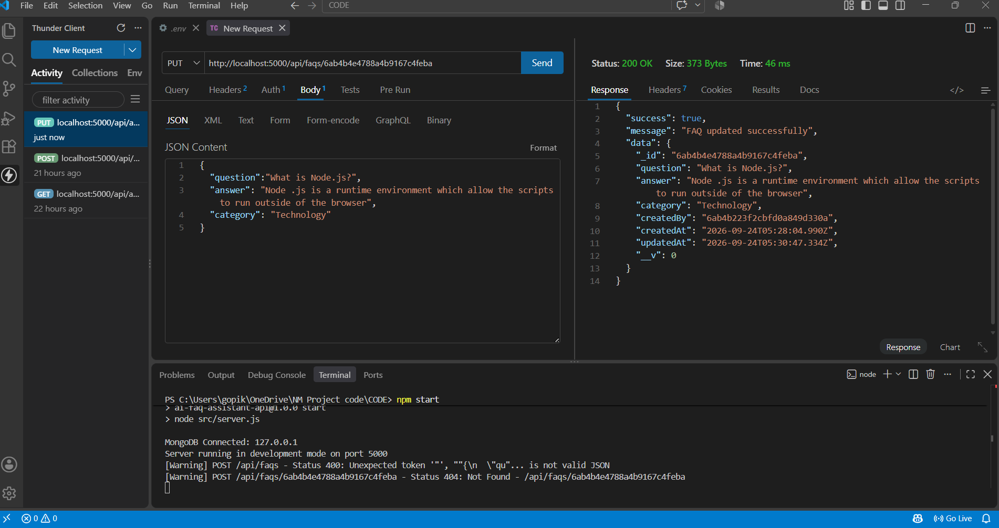 File Edit Selection View Go Run Terminal Help
CODE
Thunder Client
New Request
Activity Collections Env
filter activity
PUT localhost:5000/api/a...
just now
POST localhost:5000/api/...
21 hours ago
GET localhost:5000/api/a...
22 hours ago
.env
TC New Request
PUT http://localhost:5000/api/faqs/6ab4b4e4788a4b9167c4feba Send
Query Headers 2 Auth 1 Body 1 Tests Pre Run
JSON XML Text Form Form-encode GraphQL Binary
JSON Content Format
1 {
2 "question":"What is Node.js?",
3 "answer": "Node .js is a runtime environment which allow the scripts
to run outside of the browser",
4 "category": "Technology"
5 }
Status: 200 OK Size: 373 Bytes Time: 46 ms
Response Headers 7 Cookies Results Docs </>
1 {
2 "success": true,
3 "message": "FAQ updated successfully",
4 "data": {
5 "_id": "6ab4b4e4788a4b9167c4feba",
6 "question": "What is Node.js?",
7 "answer": "Node .js is a runtime environment which allow the scripts
to run outside of the browser",
8 "category": "Technology",
9 "createdBy": "6ab4b223f2cbfd0a849d330a",
10 "createdAt": "2026-09-24T05:28:04.990Z",
11 "updatedAt": "2026-09-24T05:30:47.334Z",
12 "__v": 0
13 }
14 }
Response Chart
Problems Output Debug Console Terminal Ports
node
PS C:\Users\gopik\OneDrive\NM Project code\CODE> npm start
> ai-faq-assistant-api@1.0.0 start
> node src/server.js
MongoDB Connected: 127.0.0.1
Server running in development mode on port 5000
[Warning] POST /api/faqs - Status 400: Unexpected token '"', ""{\n  \"qu"... is not valid JSON
[Warning] POST /api/faqs/6ab4b4e4788a4b9167c4feba - Status 404: Not Found - /api/faqs/6ab4b4e4788a4b9167c4feba
0 0
Go Live